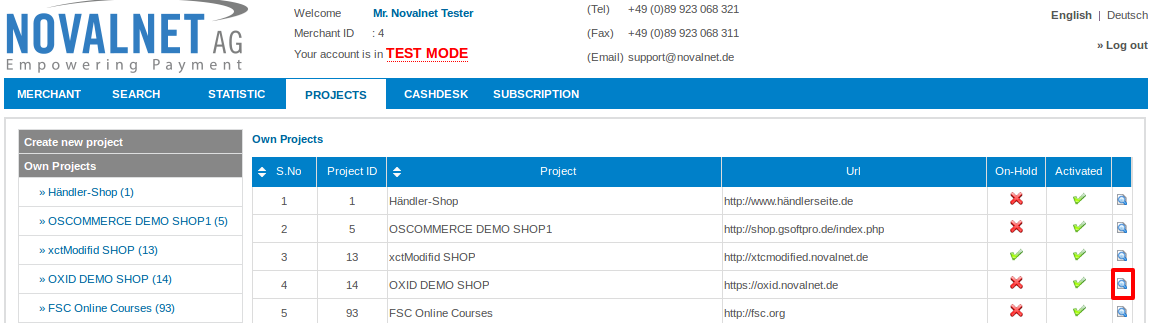 NOVALNET AG
Empowering Payment
Welcome Mr. Novalnet Tester
Merchant ID : 4
Your account is in TEST MODE
(Tel) +49 (0)89 923 068 321
(Fax) +49 (0)89 923 068 311
(Email) support@novalnet.de
English | Deutsch
» Log out
MERCHANT SEARCH STATISTIC PROJECTS CASHDESK SUBSCRIPTION
Create new project
Own Projects
» Händler-Shop (1)
» OSCOMMERCE DEMO SHOP1 (5)
» xctModifid SHOP (13)
» OXID DEMO SHOP (14)
» FSC Online Courses (93)
Own Projects
S.No Project ID Project Url On-Hold Activated
1 1 Händler-Shop http://www.händlerseite.de
2 5 OSCOMMERCE DEMO SHOP1 http://shop.gsoftpro.de/index.php
3 13 xctModifid SHOP http://xtcmodified.novalnet.de
4 14 OXID DEMO SHOP https://oxid.novalnet.de
5 93 FSC Online Courses http://fsc.org